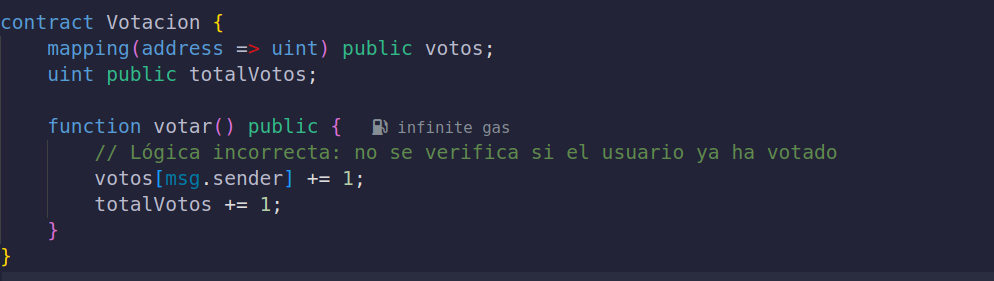 contract Votacion {
mapping(address => uint) public votos;
uint public totalVotos;
function votar() public { infinite gas
// Lógica incorrecta: no se verifica si el usuario ya ha votado
votos[msg.sender] += 1;
totalVotos += 1;
}
}